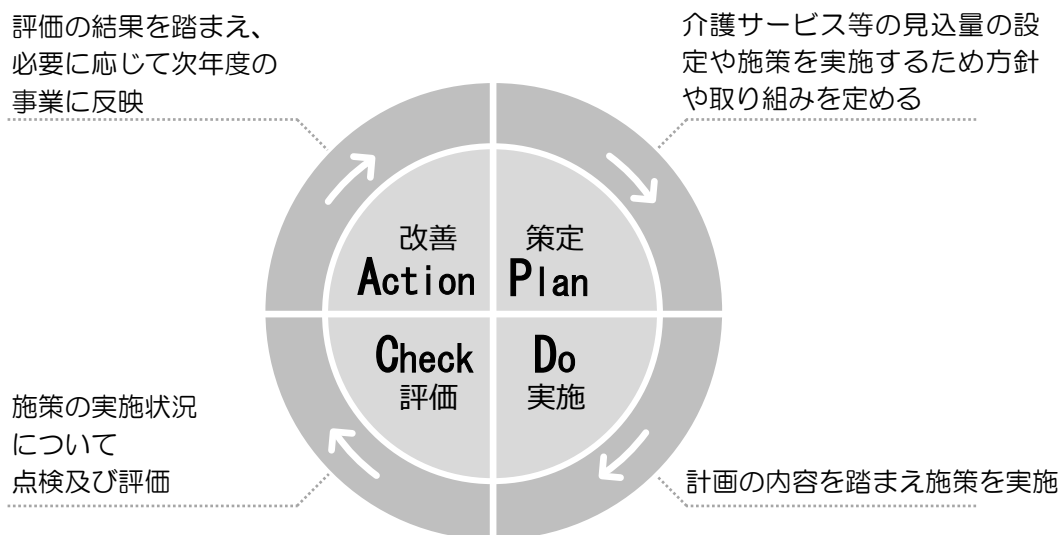 評価の結果を踏まえ、
必要に応じて次年度の
事業に反映
介護サービス等の見込量の設
定や施策を実施するため方針
や取り組みを定める
改善
Action
策定
Plan
Check
評価
Do
実施
施策の実施状況
について
点検及び評価
計画の内容を踏まえ施策を実施